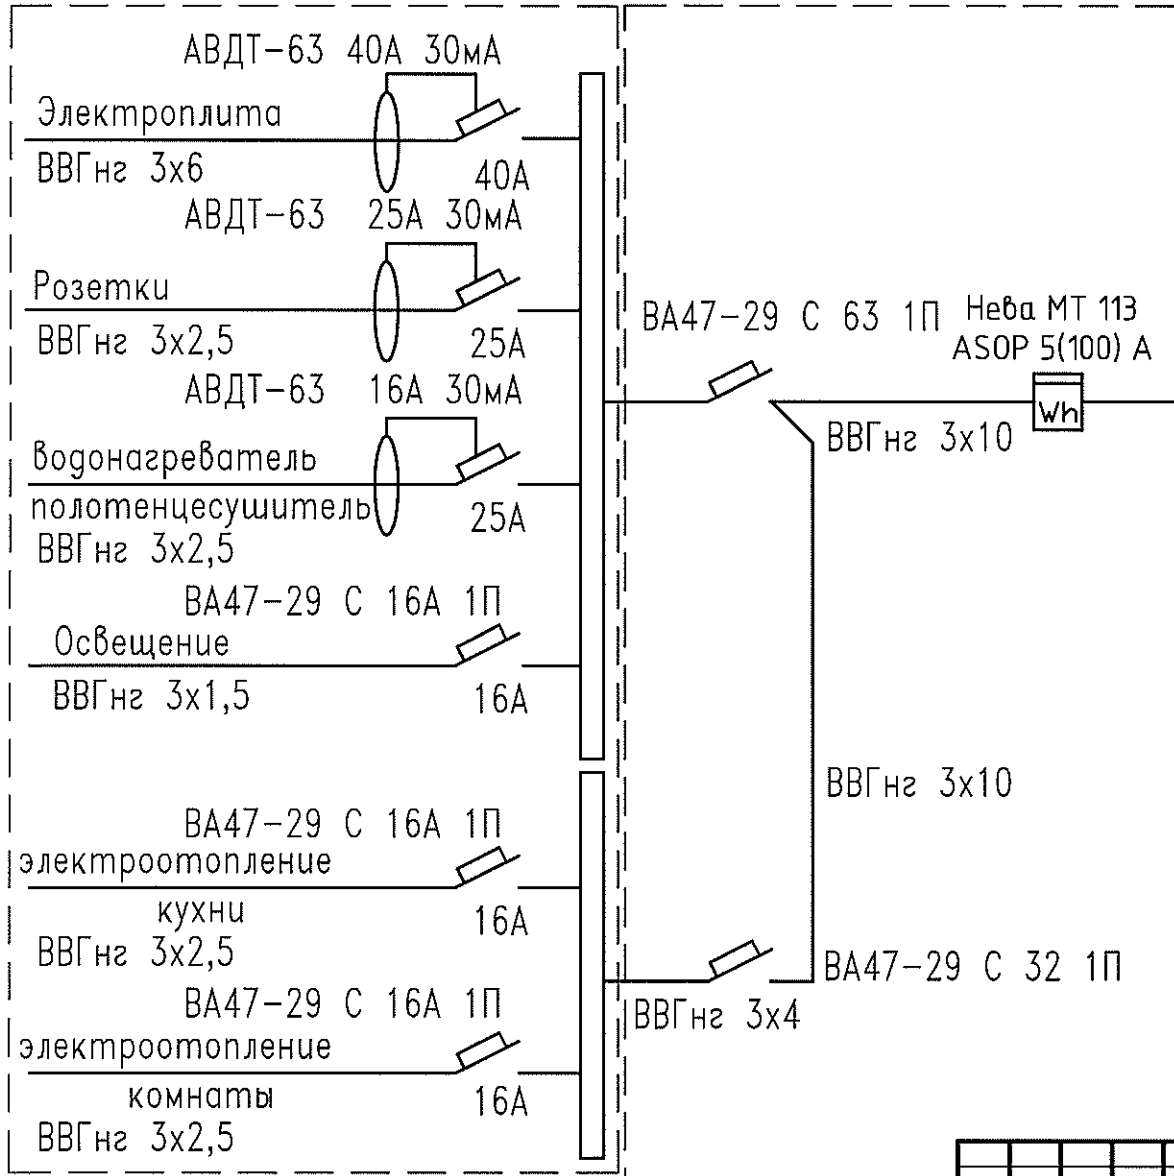 АВДТ-63 40А 30мА
Электроплита
ВВГнг 3х6
40А
АВДТ-63 25А 30мА
Розетки
ВВГнг 3х2,5
25А
АВДТ-63 16А 30мА
водонагреватель
полотенцесушитель
25А
ВВГнг 3х2,5
ВА47-29 С 16А 1П
Освещение
ВВГнг 3х1,5
16А
ВА47-29 С 16А 1П
электроотопление
кухни
16А
ВВГнг 3х2,5
ВА47-29 С 16А 1П
электроотопление
комнаты
16А
ВВГнг 3х2,5
ВА47-29 С 63 1П
Нева МТ 113
ASOP 5(100) А
Wh
ВВГнг 3х10
ВВГнг 3х10
ВА47-29 С 32 1П
ВВГнг 3х4